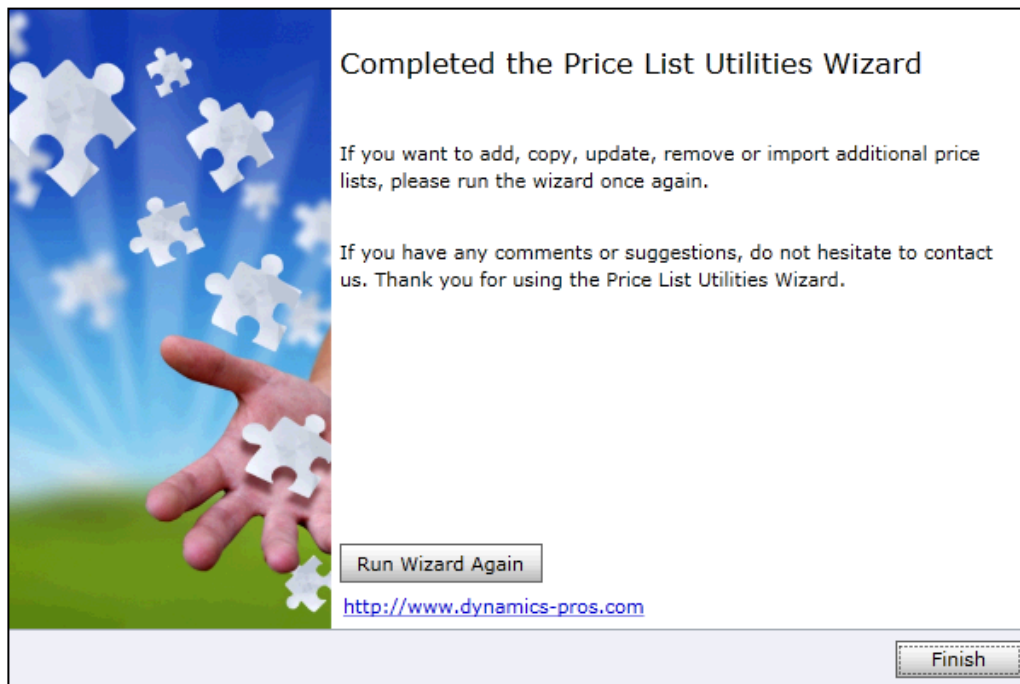 Completed the Price List Utilities Wizard
If you want to add, copy, update, remove or import additional price
lists, please run the wizard once again.
If you have any comments or suggestions, do not hesitate to contact
us. Thank you for using the Price List Utilities Wizard.
Run Wizard Again
http://www.dynamics-pros.com
Finish